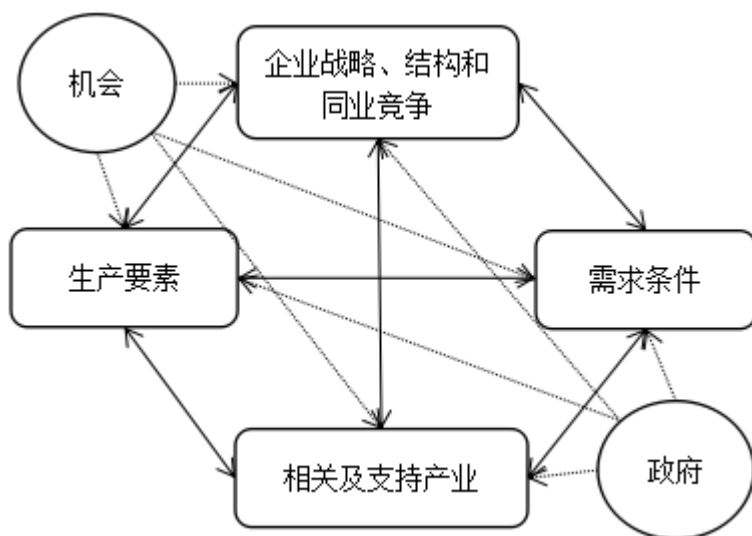 机会
企业战略、结构和
同业竞争
生产要素
需求条件
相关及支持产业
政府